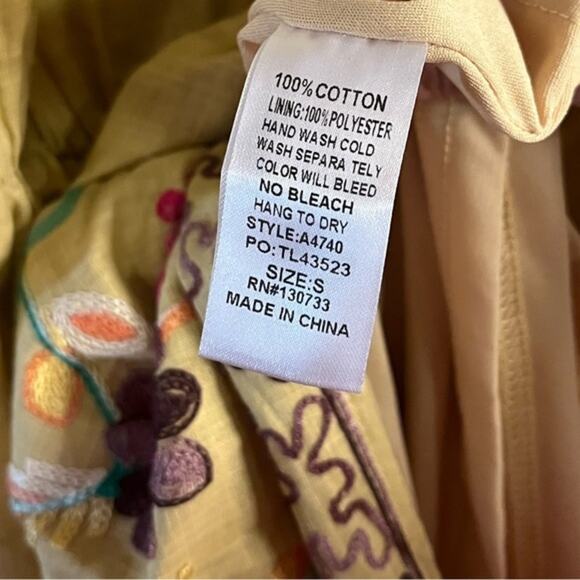 100% COTTON
LINING:100% POLYESTER
HAND WASH COLD
WASH SEPARA TELY
COLOR WILL BLEED
NO BLEACH
HANG TO DRY
STYLE:A4740
PO:TL43523
SIZE:S
RN#130733
MADE IN CHINA